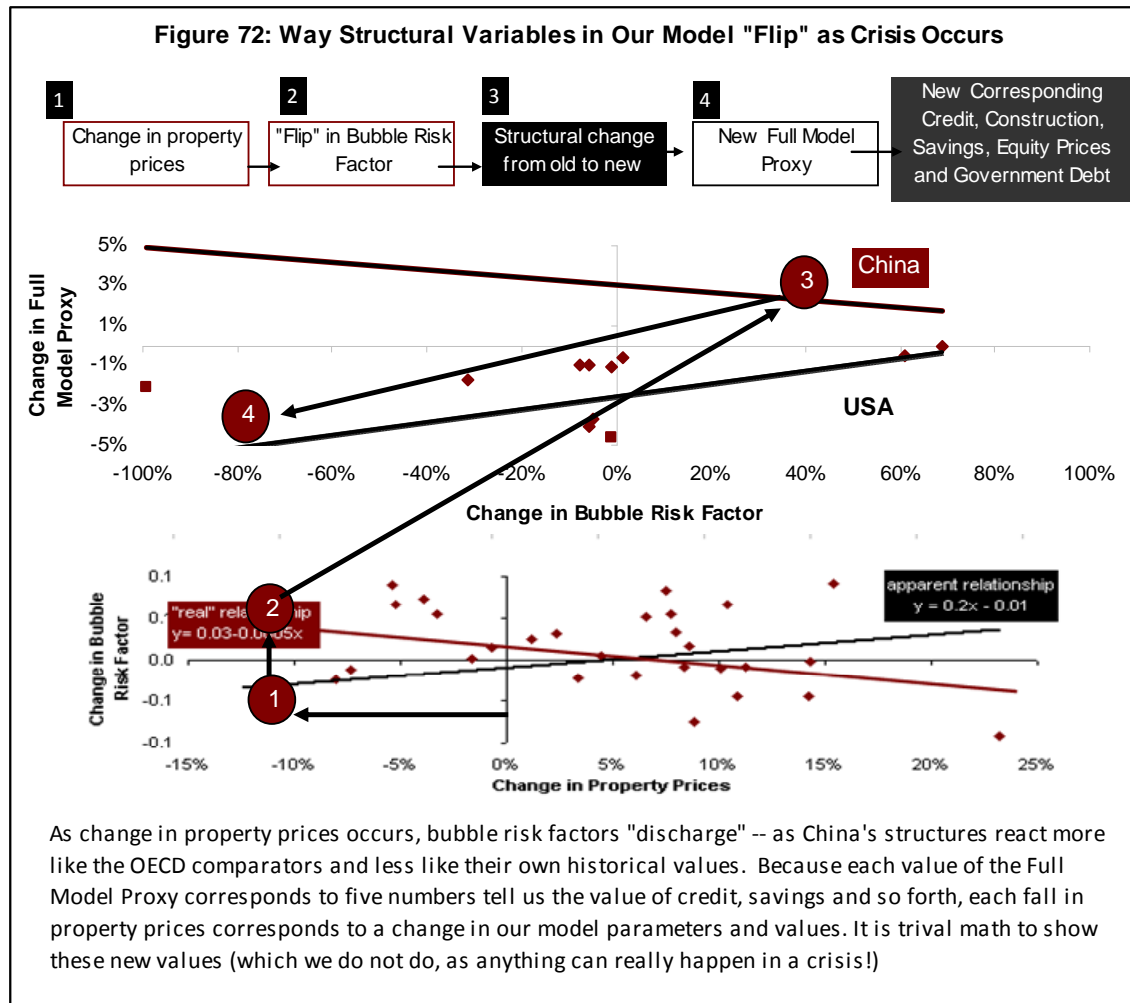 Figure 72: Way Structural Variables in Our Model "Flip" as Crisis Occurs
1
2
3
4
Change in property
prices
"Flip" in Bubble Risk
Factor
Structural change
from old to new
New Full Model
Proxy
New Corresponding
Credit, Construction,
Savings, Equity Prices
and Government Debt
Change in Full
Model Proxy
5%
3%
1%
-1%
-3%
-5%
China
3
4
USA
-100%
-80%
-60%
-40%
-20%
0%
20%
40%
60%
80%
100%
Change in Bubble Risk Factor
Change in Bubble
Risk Factor
0.1
0.1
0.0
-0.1
-0.1
2
"real"
y= 0.03-
1
apparent relationship
y = 0.2x - 0.01
-15%
-10%
-5%
0%
5%
10%
15%
20%
25%
Change in Property Prices
As change in property prices occurs, bubble risk factors "discharge" -- as China's structures react more
like the OECD comparators and less like their own historical values. Because each value of the Full
Model Proxy corresponds to five numbers tell us the value of credit, savings and so forth, each fall in
property prices corresponds to a change in our model parameters and values. It is trival math to show
these new values (which we do not do, as anything can really happen in a crisis!)